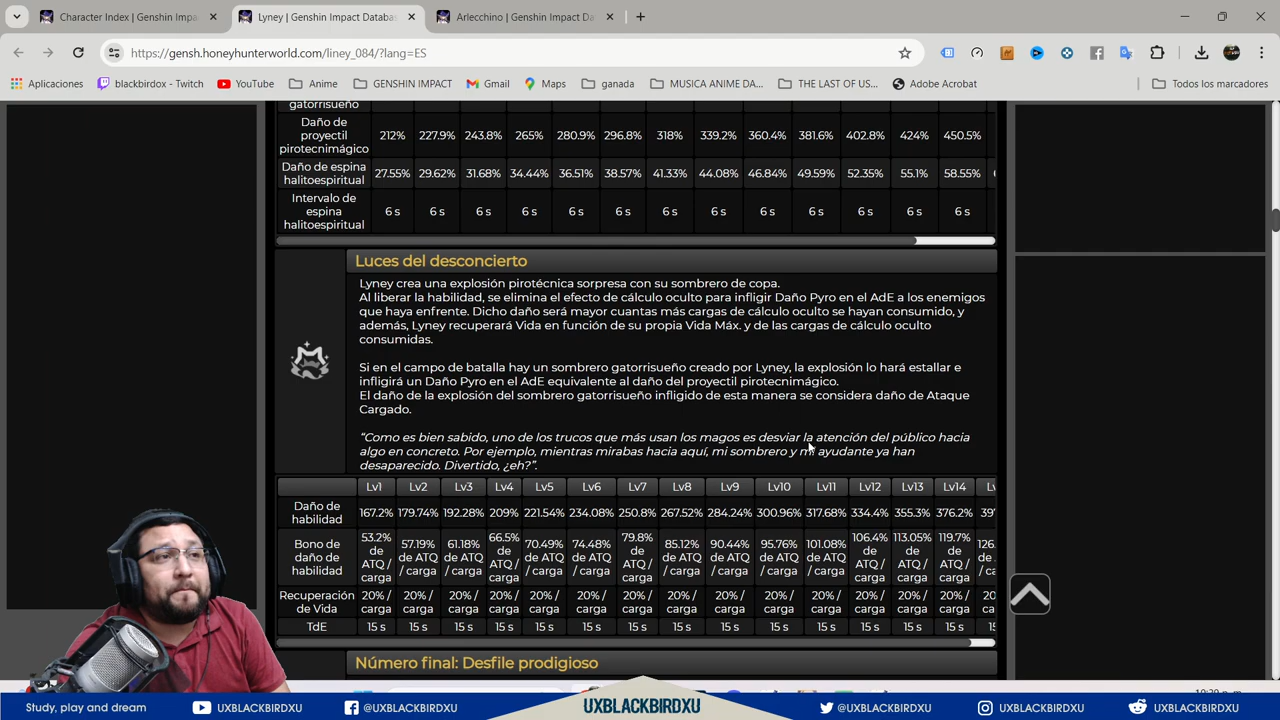 Character Index | Genshin Impa
Lyney | Genshin Impact Databas
Arlecchino | Genshin Impact Da
https://gensh.honeyhunterworld.com/liney_084/?lang=ES
Aplicaciones
blackbirdox - Twitch
YouTube
Anime
GENSHIN IMPACT
Gmail
Maps
ganada
MUSICA ANIME DA...
THE LAST OF US...
Adobe Acrobat
Todos los marcadores
gatorrisueño
Daño de proyectil pirotecnimágico 212% 227.9% 243.8% 265% 280.9% 296.8% 318% 339.2% 360.4% 381.6% 402.8% 424% 450.5%
Daño de espina halitoespiritual 27.55% 29.62% 31.68% 34.44% 36.51% 38.57% 41.33% 44.08% 46.84% 49.59% 52.35% 55.1% 58.55%
Intervalo de espina halitoespiritual 6 s 6 s 6 s 6 s 6 s 6 s 6 s 6 s 6 s 6 s 6 s 6 s 6 s
Luces del desconcierto
Lyney crea una explosión pirotécnica sorpresa con su sombrero de copa.
Al liberar la habilidad, se elimina el efecto de cálculo oculto para infligir Daño Pyro en el AdE a los enemigos
que haya enfrente. Dicho daño será mayor cuantas más cargas de cálculo oculto se hayan consumido, y
además, Lyney recuperará Vida en función de su propia Vida Máx. y de las cargas de cálculo oculto
consumidas.
Si en el campo de batalla hay un sombrero gatorrisueño creado por Lyney, la explosión lo hará estallar e
infligirá un Daño Pyro en el AdE equivalente al daño del proyectil pirotecnimágico.
El daño de la explosión del sombrero gatorrisueño infligido de esta manera se considera daño de Ataque
Cargado.
“Como es bien sabido, uno de los trucos que más usan los magos es desviar la atención del público hacia
algo en concreto. Por ejemplo, mientras mirabas hacia aquí, mi sombrero y mi ayudante ya han
desaparecido. Divertido, ¿eh?”.
Lv1 Lv2 Lv3 Lv4 Lv5 Lv6 Lv7 Lv8 Lv9 Lv10 Lv11 Lv12 Lv13 Lv14
Daño de habilidad 167.2% 179.74% 192.28% 209% 221.54% 234.08% 250.8% 267.52% 284.24% 300.96% 317.68% 334.4% 355.3% 376.2%
Bono de daño de habilidad 53.2% de ATQ / carga 57.19% de ATQ / carga 61.18% de ATQ / carga 66.5% de ATQ / carga 70.49% de ATQ / carga 74.48% de ATQ / carga 79.8% de ATQ / carga 85.12% de ATQ / carga 90.44% de ATQ / carga 95.76% de ATQ / carga 101.08% de ATQ / carga 106.4% de ATQ / carga 113.05% de ATQ / carga 119.7% de ATQ / carga
Recuperación de Vida 20% / carga 20% / carga 20% / carga 20% / carga 20% / carga 20% / carga 20% / carga 20% / carga 20% / carga 20% / carga 20% / carga 20% / carga 20% / carga 20% / carga
TdE 15 s 15 s 15 s 15 s 15 s 15 s 15 s 15 s 15 s 15 s 15 s 15 s 15 s 15 s
Número final: Desfile prodigioso
Study, play and dream
UXBLACKBIRDXU
@UXBLACKBIRDXU
UXBLACKBIRDXU
@UXBLACKBIRDXU
UXBLACKBIRDXU
UXBLACKBIRDXU